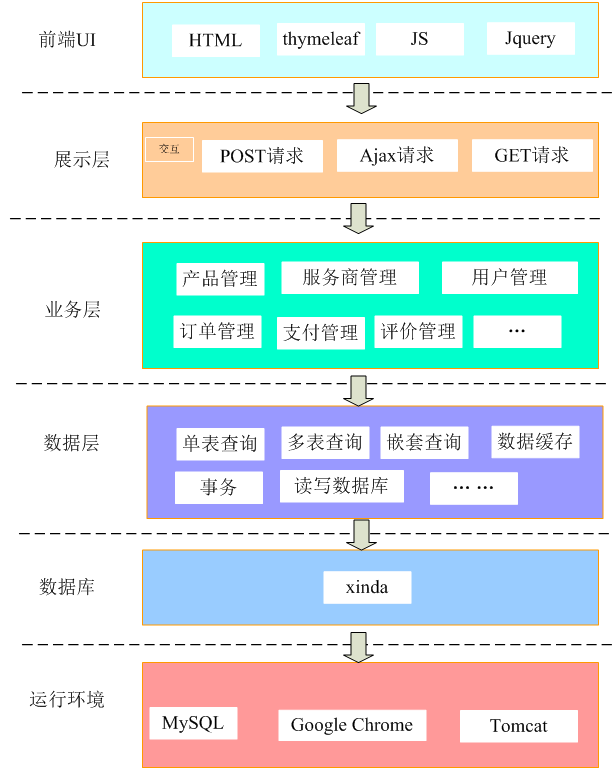 前端UI
HTML
thymeleaf
JS
Jquery
展示层
交互
POST请求
Ajax请求
GET请求
业务层
产品管理
服务商管理
用户管理
订单管理
支付管理
评价管理
…
数据层
单表查询
多表查询
嵌套查询
数据缓存
事务
读写数据库
… …
数据库
xinda
运行环境
MySQL
Google Chrome
Tomcat